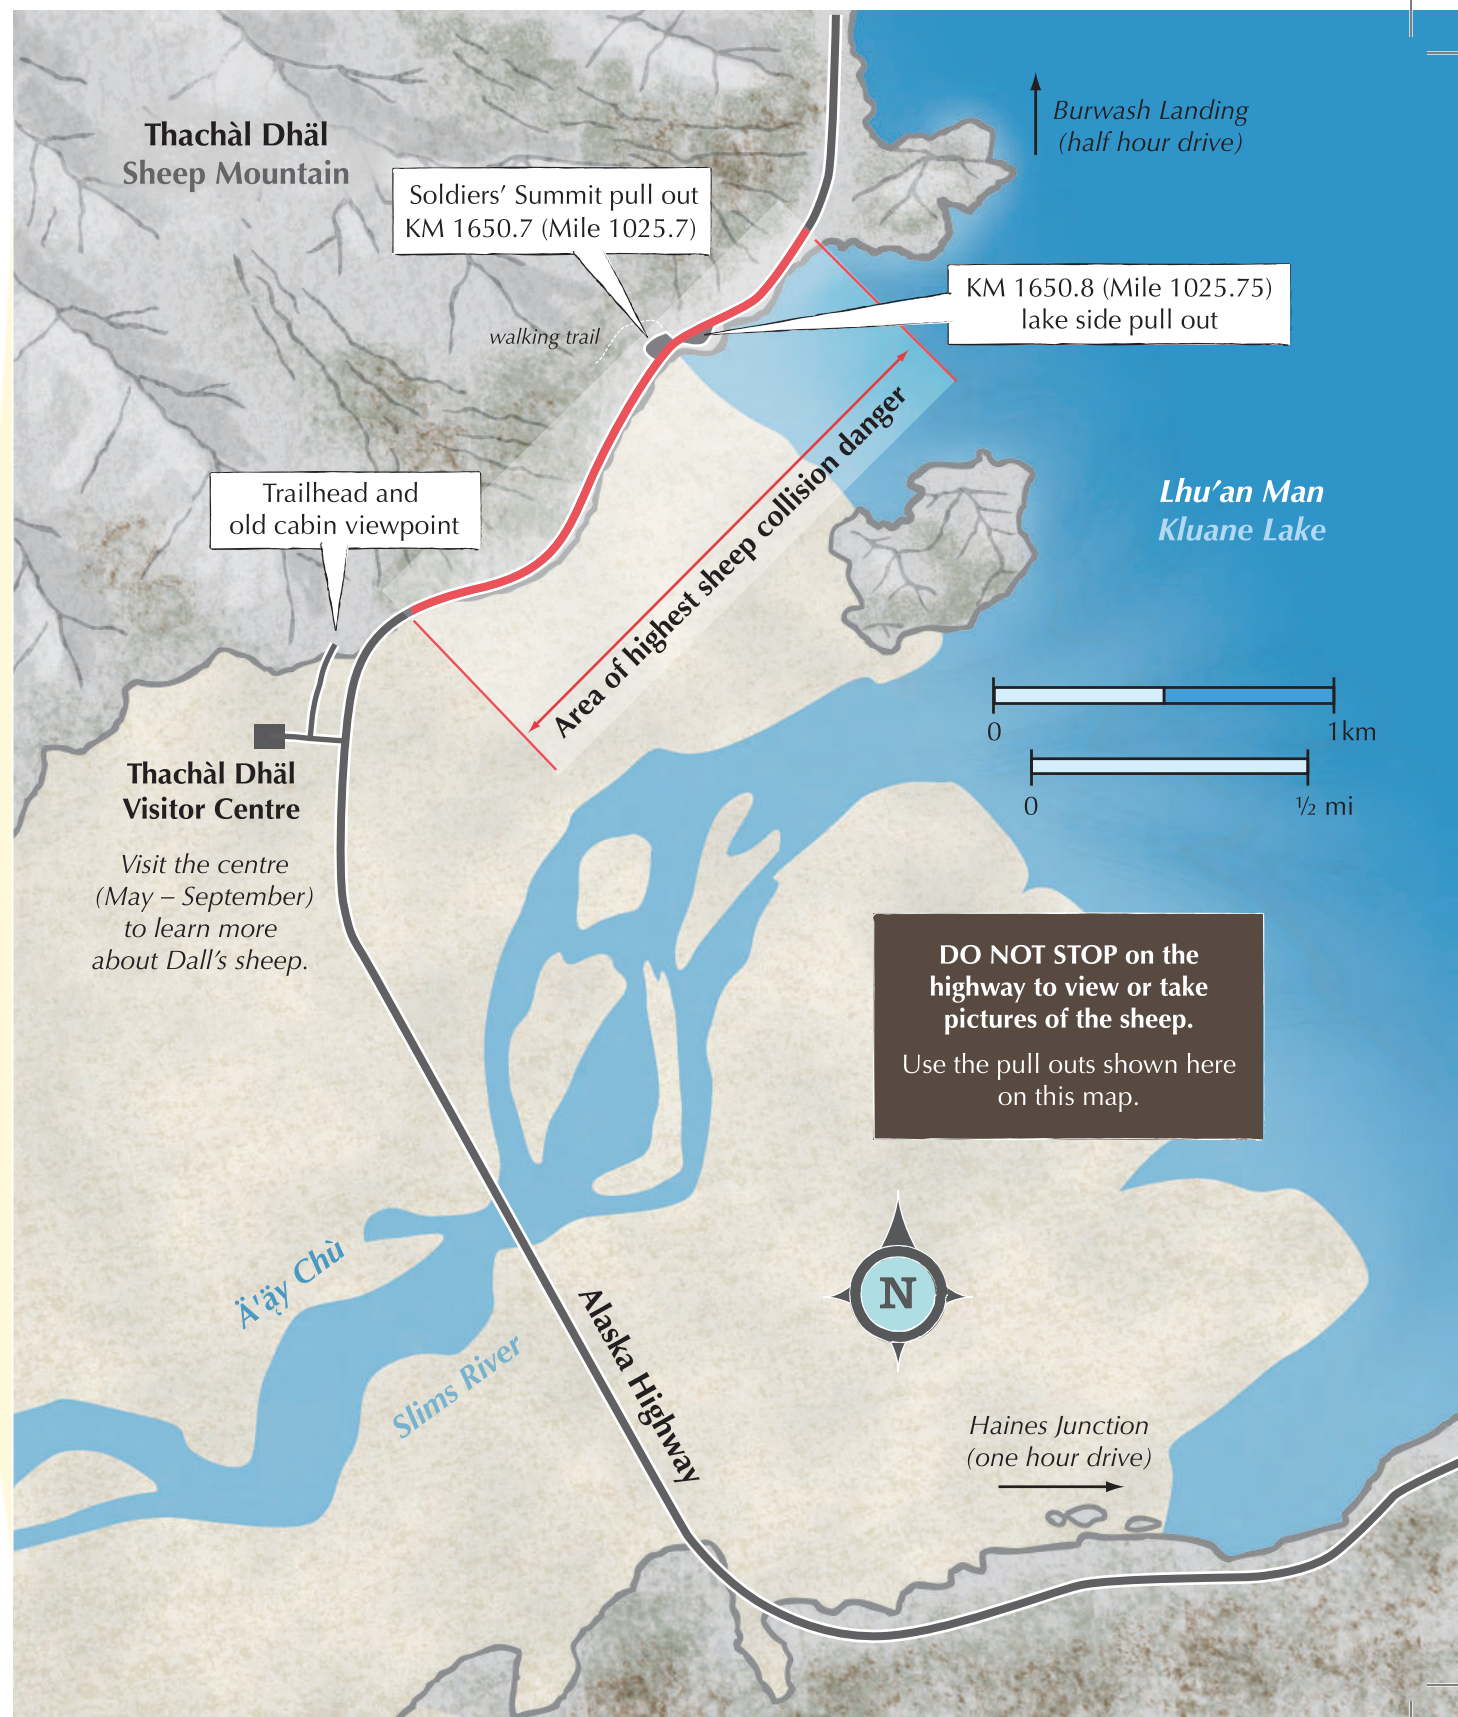 Burwash Landing
(half hour drive)
Thachàl Dhäl
Sheep Mountain
Soldiers’ Summit pull out
KM 1650.7 (Mile 1025.7)
KM 1650.8 (Mile 1025.75)
lake side pull out
walking trail
Area of highest sheep collision danger
Trailhead and
old cabin viewpoint
Lhu’an Man
Kluane Lake
0
1km
0
½ mi
Thachàl Dhäl
Visitor Centre
Visit the centre
(May – September)
to learn more
about Dall’s sheep.
DO NOT STOP on the
highway to view or take
pictures of the sheep.
Use the pull outs shown here
on this map.
N
Ä'ą̈y Chù
Slims River
Alaska Highway
Haines Junction
(one hour drive)